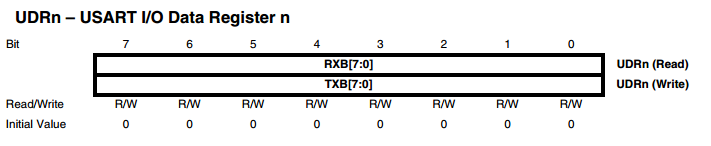 UDRn – USART I/O Data Register n
Bit 7 6 5 4 3 2 1 0
RXB[7:0] UDRn (Read)
TXB[7:0] UDRn (Write)
Read/Write R/W R/W R/W R/W R/W R/W R/W R/W
Initial Value 0 0 0 0 0 0 0 0